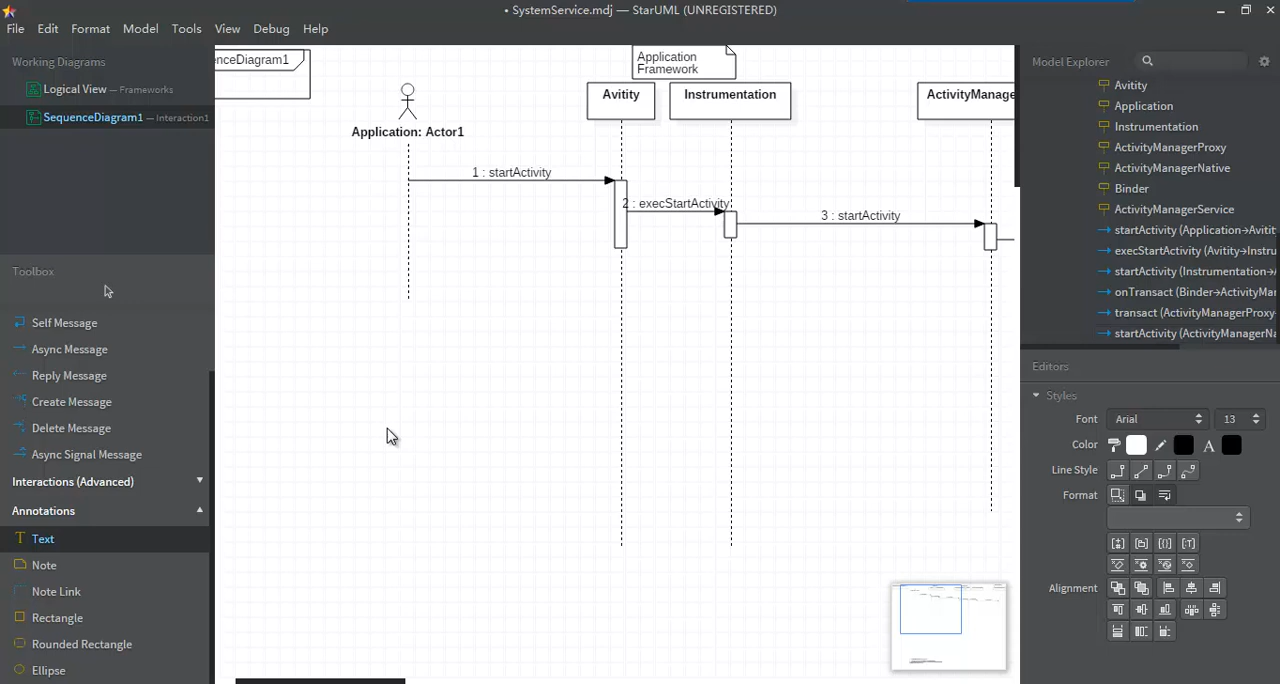 • SystemService.mdj — StarUML (UNREGISTERED)
File Edit Format Model Tools View Debug Help
Working Diagrams
Logical View — Frameworks
SequenceDiagram1 — Interaction1
Toolbox
Self Message
Async Message
Reply Message
Create Message
Delete Message
Async Signal Message
Interactions (Advanced)
Annotations
Text
Note
Note Link
Rectangle
Rounded Rectangle
Ellipse
enceDiagram1
Application
Framework
Application: Actor1
Avitity
Instrumentation
ActivityManage
1 : startActivity
2 : execStartActivity
3 : startActivity
Model Explorer
Avitity
Application
Instrumentation
ActivityManagerProxy
ActivityManagerNative
Binder
ActivityManagerService
startActivity (Application→Avitit
execStartActivity (Avitity→Instru
startActivity (Instrumentation→A
onTransact (Binder→ActivityMan
transact (ActivityManagerProxy→
startActivity (ActivityManagerNa
Editors
Styles
Font Arial 13
Color A
Line Style
Format
Alignment